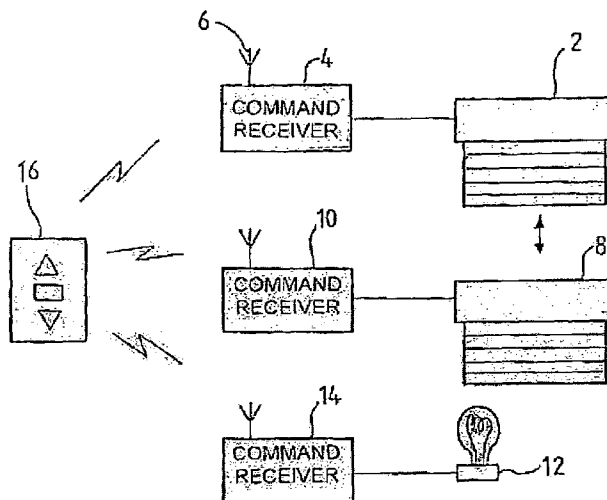 6
4
2
COMMAND
RECEIVER
16
10
8
COMMAND
RECEIVER
14
COMMAND
RECEIVER
12